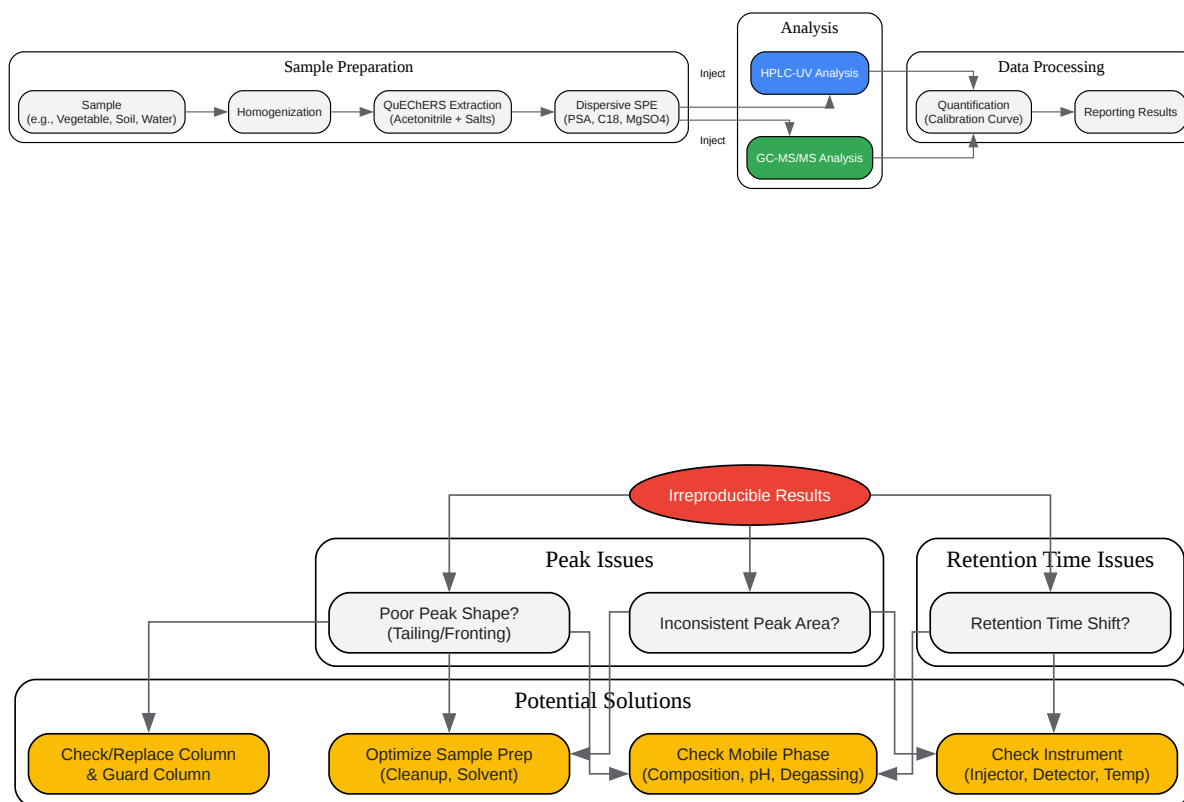 Analysis
Sample Preparation
Data Processing
Inject
HPLC-UV Analysis
Sample
(e.g., Vegetable, Soil, Water)
Homogenization
QuEChERS Extraction
(Acetonitrile + Salts)
Dispersive SPE
(PSA, C18, MgSO4)
Quantification
(Calibration Curve)
Reporting Results
Inject
GC-MS/MS Analysis
Irreproducible Results
Peak Issues
Retention Time Issues
Poor Peak Shape?
(Tailing/Fronting)
Inconsistent Peak Area?
Retention Time Shift?
Potential Solutions
Check/Replace Column
& Guard Column
Optimize Sample Prep
(Cleanup, Solvent)
Check Mobile Phase
(Composition, pH, Degassing)
Check Instrument
(Injector, Detector, Temp)